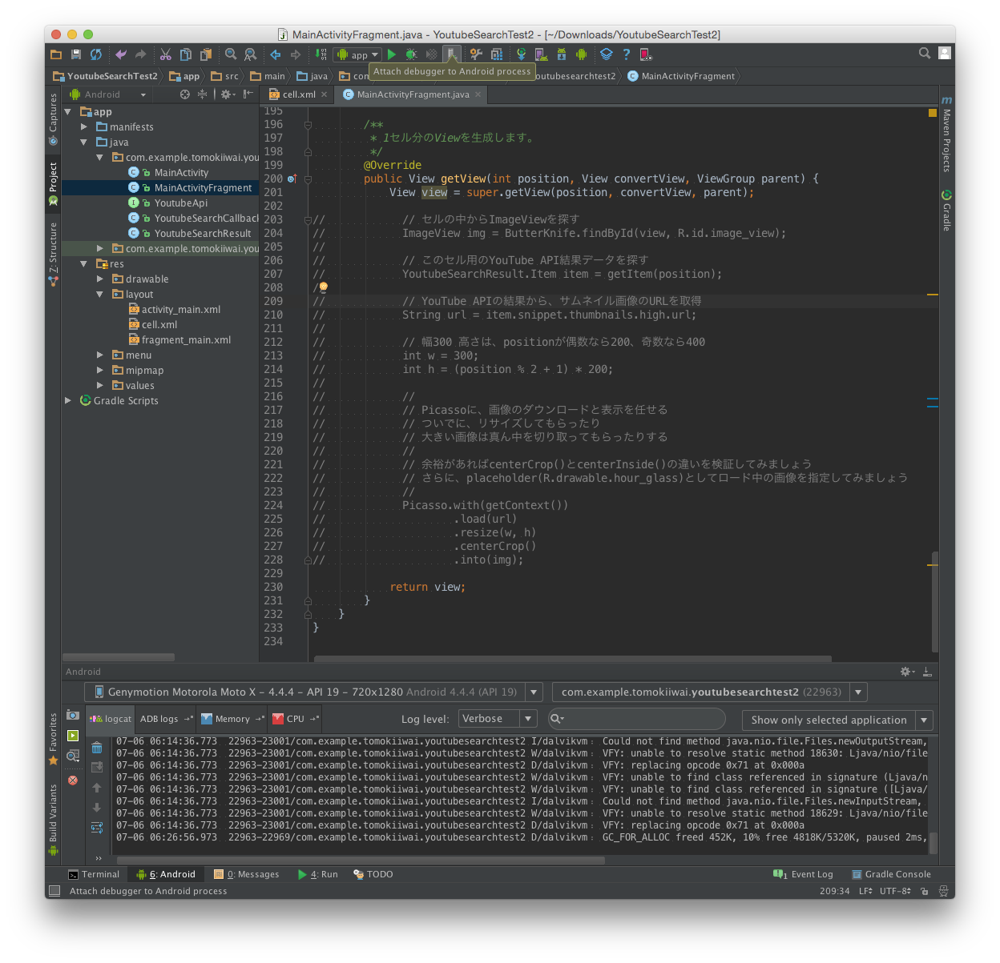 MainActivityFragment.java - YoutubeSearchTest2 - [~/Downloads/YoutubeSearchTest2]
app
Attach debugger to Android process
YoutubeSearchTest2 app src main java co outubesearchtest2 MainActivityFragment
Android
cell.xml MainActivityFragment.java
Captures
Project
Z: Structure
Favorites
Build Variants
Maven Projects
Gradle
app
manifests
java
com.example.tomokiiwai.you
MainActivity
MainActivityFragment
YoutubeApi
YoutubeSearchCallback
YoutubeSearchResult
com.example.tomokiiwai.you
res
drawable
layout
activity_main.xml
cell.xml
fragment_main.xml
menu
mipmap
values
Gradle Scripts
195
196 /**
197 * 1セル分のViewを生成します。
198 */
199 @Override
200 public View getView(int position, View convertView, ViewGroup parent) {
201 View view = super.getView(position, convertView, parent);
202
203 // // セルの中からImageViewを探す
204 // ImageView img = ButterKnife.findById(view, R.id.image_view);
205 //
206 // // このセル用のYouTube API結果データを探す
207 // YoutubeSearchResult.Item item = getItem(position);
208 /
209 // // YouTube APIの結果から、サムネイル画像のURLを取得
210 // String url = item.snippet.thumbnails.high.url;
211 //
212 // // 幅300 高さは、positionが偶数なら200、奇数なら400
213 // int w = 300;
214 // int h = (position % 2 + 1) * 200;
215 //
216 // //
217 // // Picassoに、画像のダウンロードと表示を任せる
218 // // ついでに、リサイズしてもらったり
219 // // 大きい画像は真ん中を切り取ってもらったりする
220 // //
221 // // 余裕があればcenterCrop()とcenterInside()の違いを検証してみましょう
222 // // さらに、placeholder(R.drawable.hour_glass)としてロード中の画像を指定してみましょう
223 // //
224 // Picasso.with(getContext())
225 // .load(url)
226 // .resize(w, h)
227 // .centerCrop()
228 // .into(img);
229
230 return view;
231 }
232 }
233 }
234
Android
Genymotion Motorola Moto X - 4.4.4 - API 19 - 720x1280 Android 4.4.4 (API 19) com.example.tomokiiwai.youtubesearchtest2 (22963)
logcat ADB logs Memory CPU Log level: Verbose Show only selected application
07-06 06:14:36.773 22963-23001/com.example.tomokiiwai.youtubesearchtest2 I/dalvikvm: Could not find method java.nio.file.Files.newOutputStream,
07-06 06:14:36.773 22963-23001/com.example.tomokiiwai.youtubesearchtest2 W/dalvikvm: VFY: unable to resolve static method 18630: Ljava/nio/file
07-06 06:14:36.773 22963-23001/com.example.tomokiiwai.youtubesearchtest2 D/dalvikvm: VFY: replacing opcode 0x71 at 0x000a
07-06 06:14:36.773 22963-23001/com.example.tomokiiwai.youtubesearchtest2 W/dalvikvm: VFY: unable to find class referenced in signature (Ljava/n
07-06 06:14:36.773 22963-23001/com.example.tomokiiwai.youtubesearchtest2 W/dalvikvm: VFY: unable to find class referenced in signature ([Ljava/
07-06 06:14:36.773 22963-23001/com.example.tomokiiwai.youtubesearchtest2 I/dalvikvm: Could not find method java.nio.file.Files.newInputStream,
07-06 06:14:36.773 22963-23001/com.example.tomokiiwai.youtubesearchtest2 W/dalvikvm: VFY: unable to resolve static method 18629: Ljava/nio/file
07-06 06:14:36.773 22963-23001/com.example.tomokiiwai.youtubesearchtest2 D/dalvikvm: VFY: replacing opcode 0x71 at 0x000a
07-06 06:26:56.973 22963-22969/com.example.tomokiiwai.youtubesearchtest2 D/dalvikvm: GC_FOR_ALLOC freed 452K, 10% free 4818K/5320K, paused 2ms,
Terminal 6: Android 0: Messages 4: Run TODO 1 Event Log Gradle Console
Attach debugger to Android process 209:34 LF UTF-8